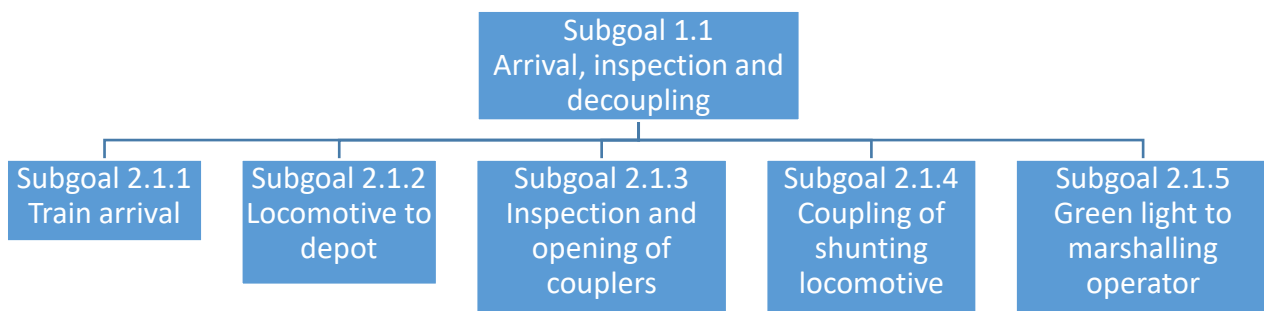 Subgoal 1.1
Arrival, inspection and
decoupling
Subgoal 2.1.1
Train arrival
Subgoal 2.1.2
Locomotive to
depot
Subgoal 2.1.3
Inspection and
opening of
couplers
Subgoal 2.1.4
Coupling of
shunting
locomotive
Subgoal 2.1.5
Green light to
marshalling
operator